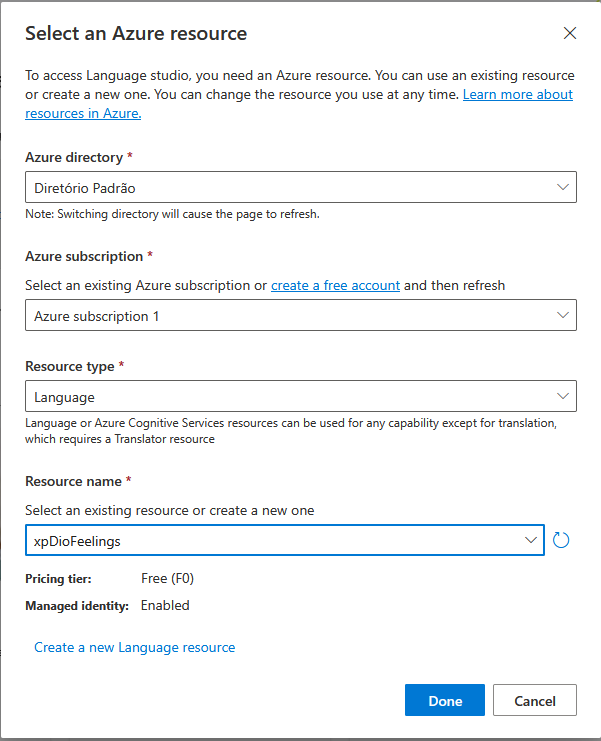 Select an Azure resource
To access Language studio, you need an Azure resource. You can use an existing resource
or create a new one. You can change the resource you use at any time. Learn more about
resources in Azure.
Azure directory *
Diretório Padrão
Note: Switching directory will cause the page to refresh.
Azure subscription *
Select an existing Azure subscription or create a free account and then refresh
Azure subscription 1
Resource type *
Language
Language or Azure Cognitive Services resources can be used for any capability except for translation,
which requires a Translator resource
Resource name *
Select an existing resource or create a new one
xpDioFeelings
Pricing tier: Free (F0)
Managed identity: Enabled
Create a new Language resource
Done Cancel